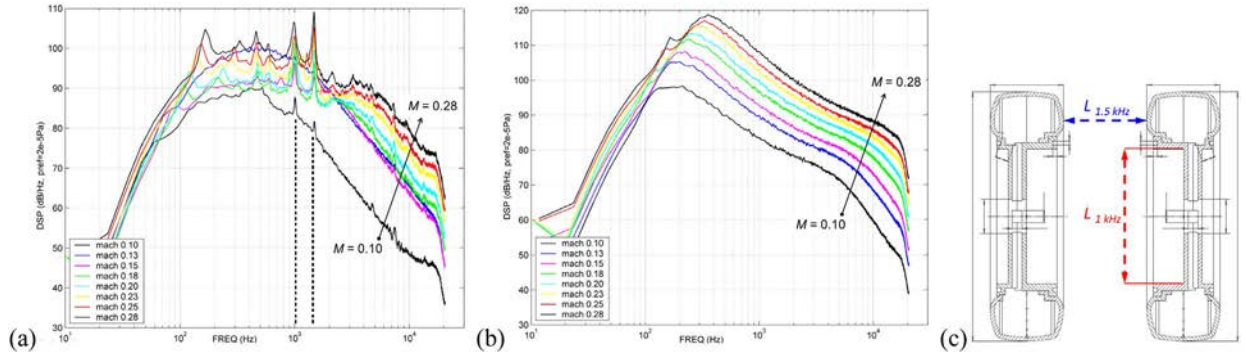 (a)
110
100
90
80
70
60
50
40
30
DSP (dB/Hz, pref=2e-5Pa)
M = 0.28
M = 0.10
mach 0.10
mach 0.13
mach 0.15
mach 0.18
mach 0.20
mach 0.23
mach 0.25
mach 0.28
10¹ 10² 10³ 10⁴
FREQ (Hz)
(b)
120
110
100
90
80
70
60
50
40
30
DSP (dB/Hz, pref=2e-5Pa)
M = 0.28
M = 0.10
mach 0.10
mach 0.13
mach 0.15
mach 0.18
mach 0.20
mach 0.23
mach 0.25
mach 0.28
10¹ 10² 10³ 10⁴
FREQ (Hz)
(c)
L 1.5 kHz
L 1 kHz